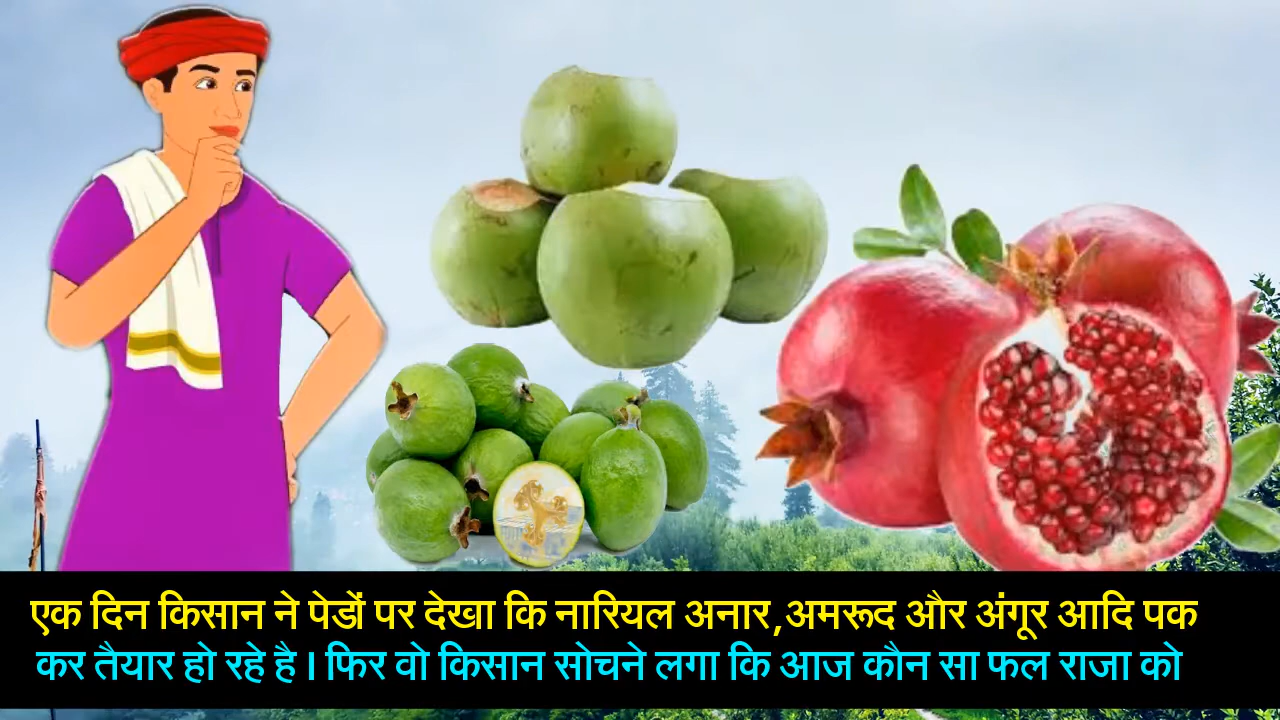 एक दिन किसान ने पेडों पर देखा कि नारियल अनार,अमरूद और अंगूर आदि पक
कर तैयार हो रहे है । फिर वो किसान सोचने लगा कि आज कौन सा फल राजा को